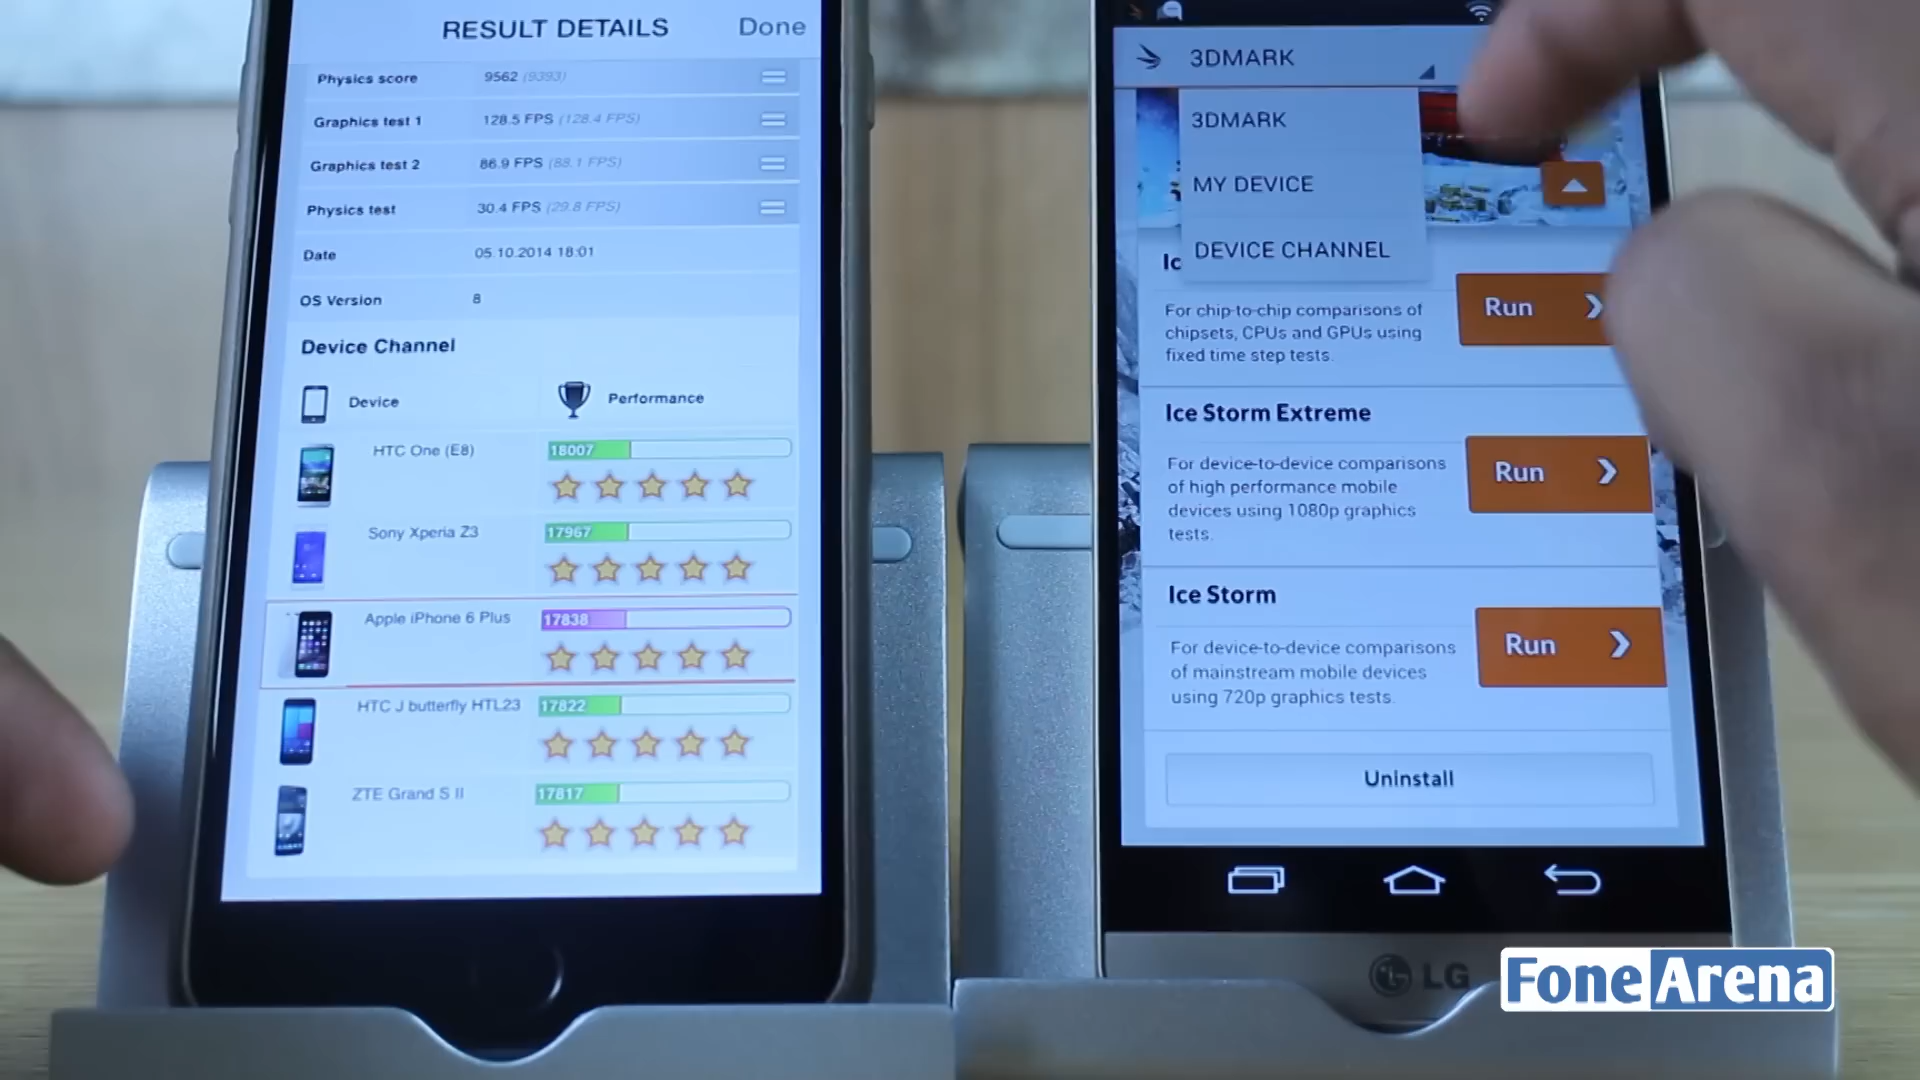 RESULT DETAILS
Done
Physics score
9562 (9393)
Graphics test 1
128.5 FPS (128.4 FPS)
Graphics test 2
86.9 FPS (88.1 FPS)
Physics test
30.4 FPS (29.8 FPS)
Date
05.10.2014 18:01
OS Version
8
Device Channel
Device
Performance
HTC One (E8)
18007
Sony Xperia Z3
17967
Apple iPhone 6 Plus
17838
HTC J butterfly HTL23
17822
ZTE Grand S II
17817
3DMARK
3DMARK
MY DEVICE
DEVICE CHANNEL
Ic
For chip-to-chip comparisons of
chipsets, CPUs and GPUs using
fixed time step tests.
Run
Ice Storm Extreme
For device-to-device comparisons
of high performance mobile
devices using 1080p graphics
tests.
Run
Ice Storm
For device-to-device comparisons
of mainstream mobile devices
using 720p graphics tests.
Run
Uninstall
LG
FoneArena